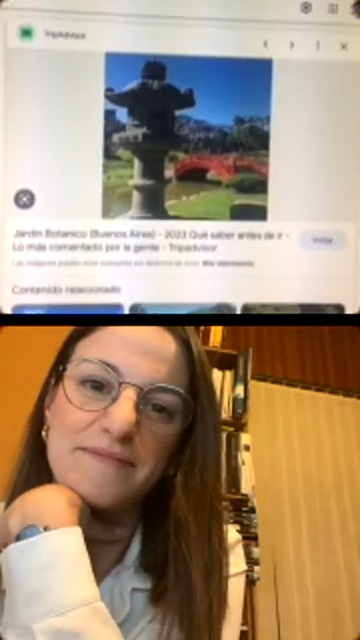 TripAdvisor
Jardín Botanico (Buenos Aires) - 2023 Qué saber antes de ir -
Lo más comentado por la gente - Tripadvisor
Visitar
Las imágenes pueden estar protegidas por derechos de autor. Más información
Contenido relacionado